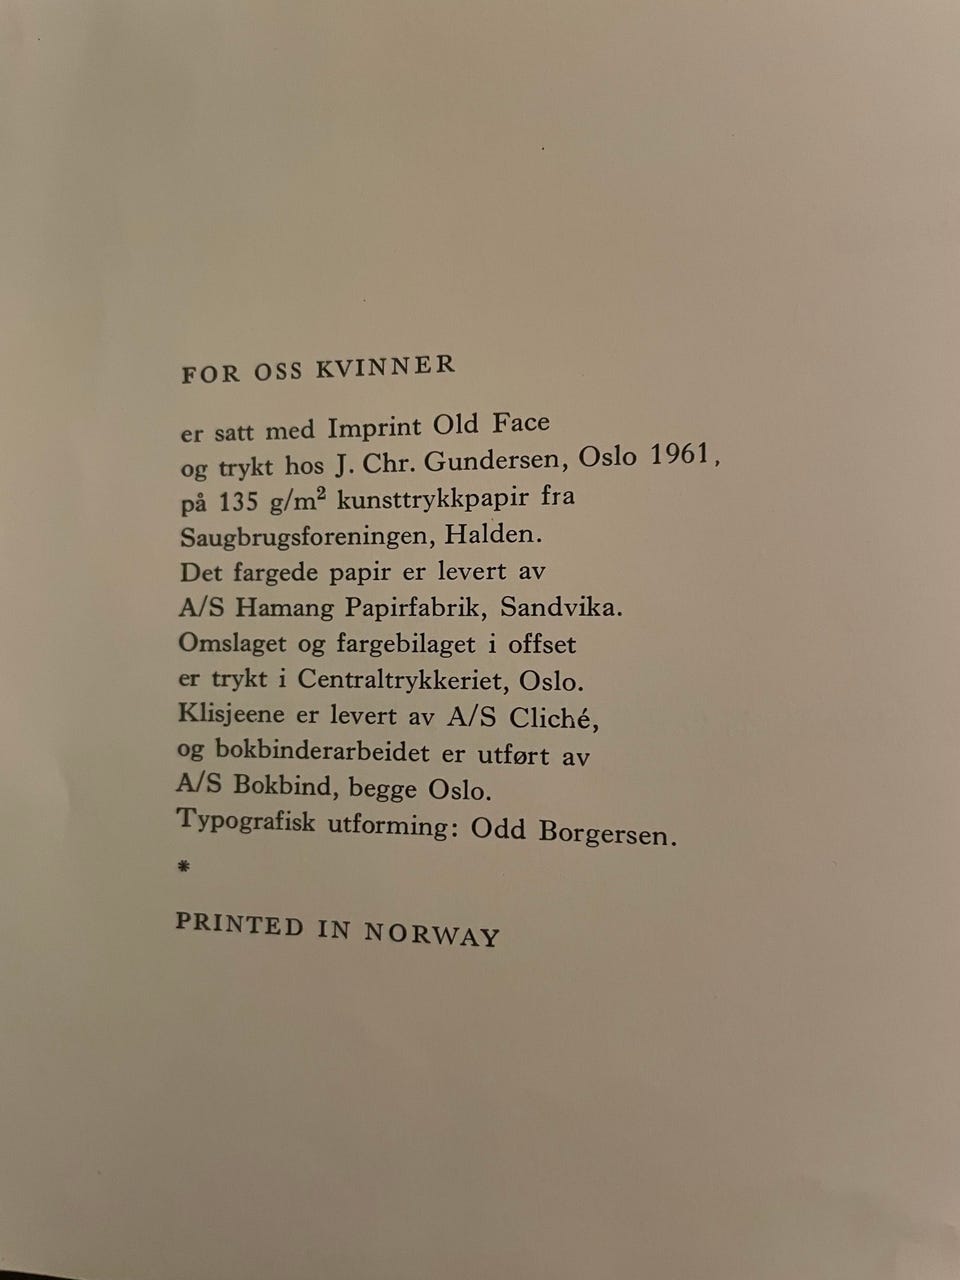 FOR OSS KVINNER
er satt med Imprint Old Face
og trykt hos J. Chr. Gundersen, Oslo 1961,
på 135 g/m² kunsttrykkpapir fra
Saugbrugsforeningen, Halden.
Det fargede papir er levert av
A/S Hamang Papirfabrik, Sandvika.
Omslaget og fargebilaget i offset
er trykt i Centraltrykkeriet, Oslo.
Klisjeene er levert av A/S Cliché,
og bokbinderarbeidet er utført av
A/S Bokbind, begge Oslo.
Typografisk utforming: Odd Borgersen.
*
PRINTED IN NORWAY